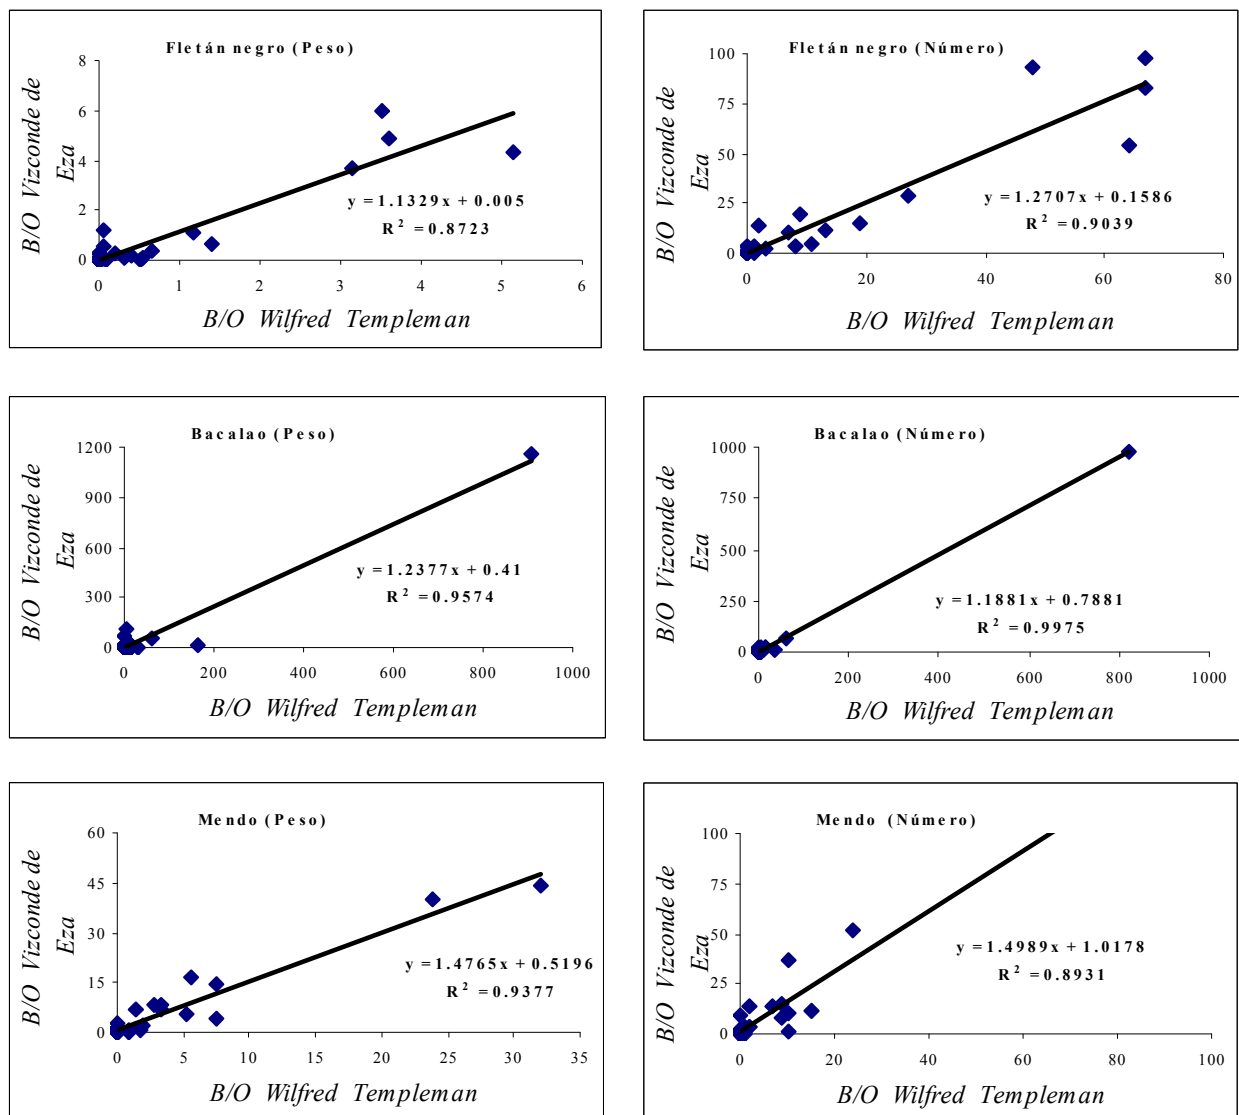 Fletán negro (Peso)
B/O Vizconde de
Eza
8
6
4
2
0
0 1 2 3 4 5 6
y = 1.1329x + 0.005
R² = 0.8723
B/O Wilfred Templeman
Fletán negro (Número)
B/O Vizconde de
Eza
100
75
50
25
0
0 20 40 60 80
y = 1.2707x + 0.1586
R² = 0.9039
B/O Wilfred Templeman
Bacalao (Peso)
B/O Vizconde de
Eza
1200
900
600
300
0
0 200 400 600 800 1000
y = 1.2377x + 0.41
R² = 0.9574
B/O Wilfred Templeman
Bacalao (Número)
B/O Vizconde de
Eza
1000
750
500
250
0
0 200 400 600 800 1000
y = 1.1881x + 0.7881
R² = 0.9975
B/O Wilfred Templeman
Mendo (Peso)
B/O Vizconde de
Eza
60
45
30
15
0
0 5 10 15 20 25 30 35
y = 1.4765x + 0.5196
R² = 0.9377
B/O Wilfred Templeman
Mendo (Número)
B/O Vizconde de
Eza
100
75
50
25
0
0 20 40 60 80 100
y = 1.4989x + 1.0178
R² = 0.8931
B/O Wilfred Templeman